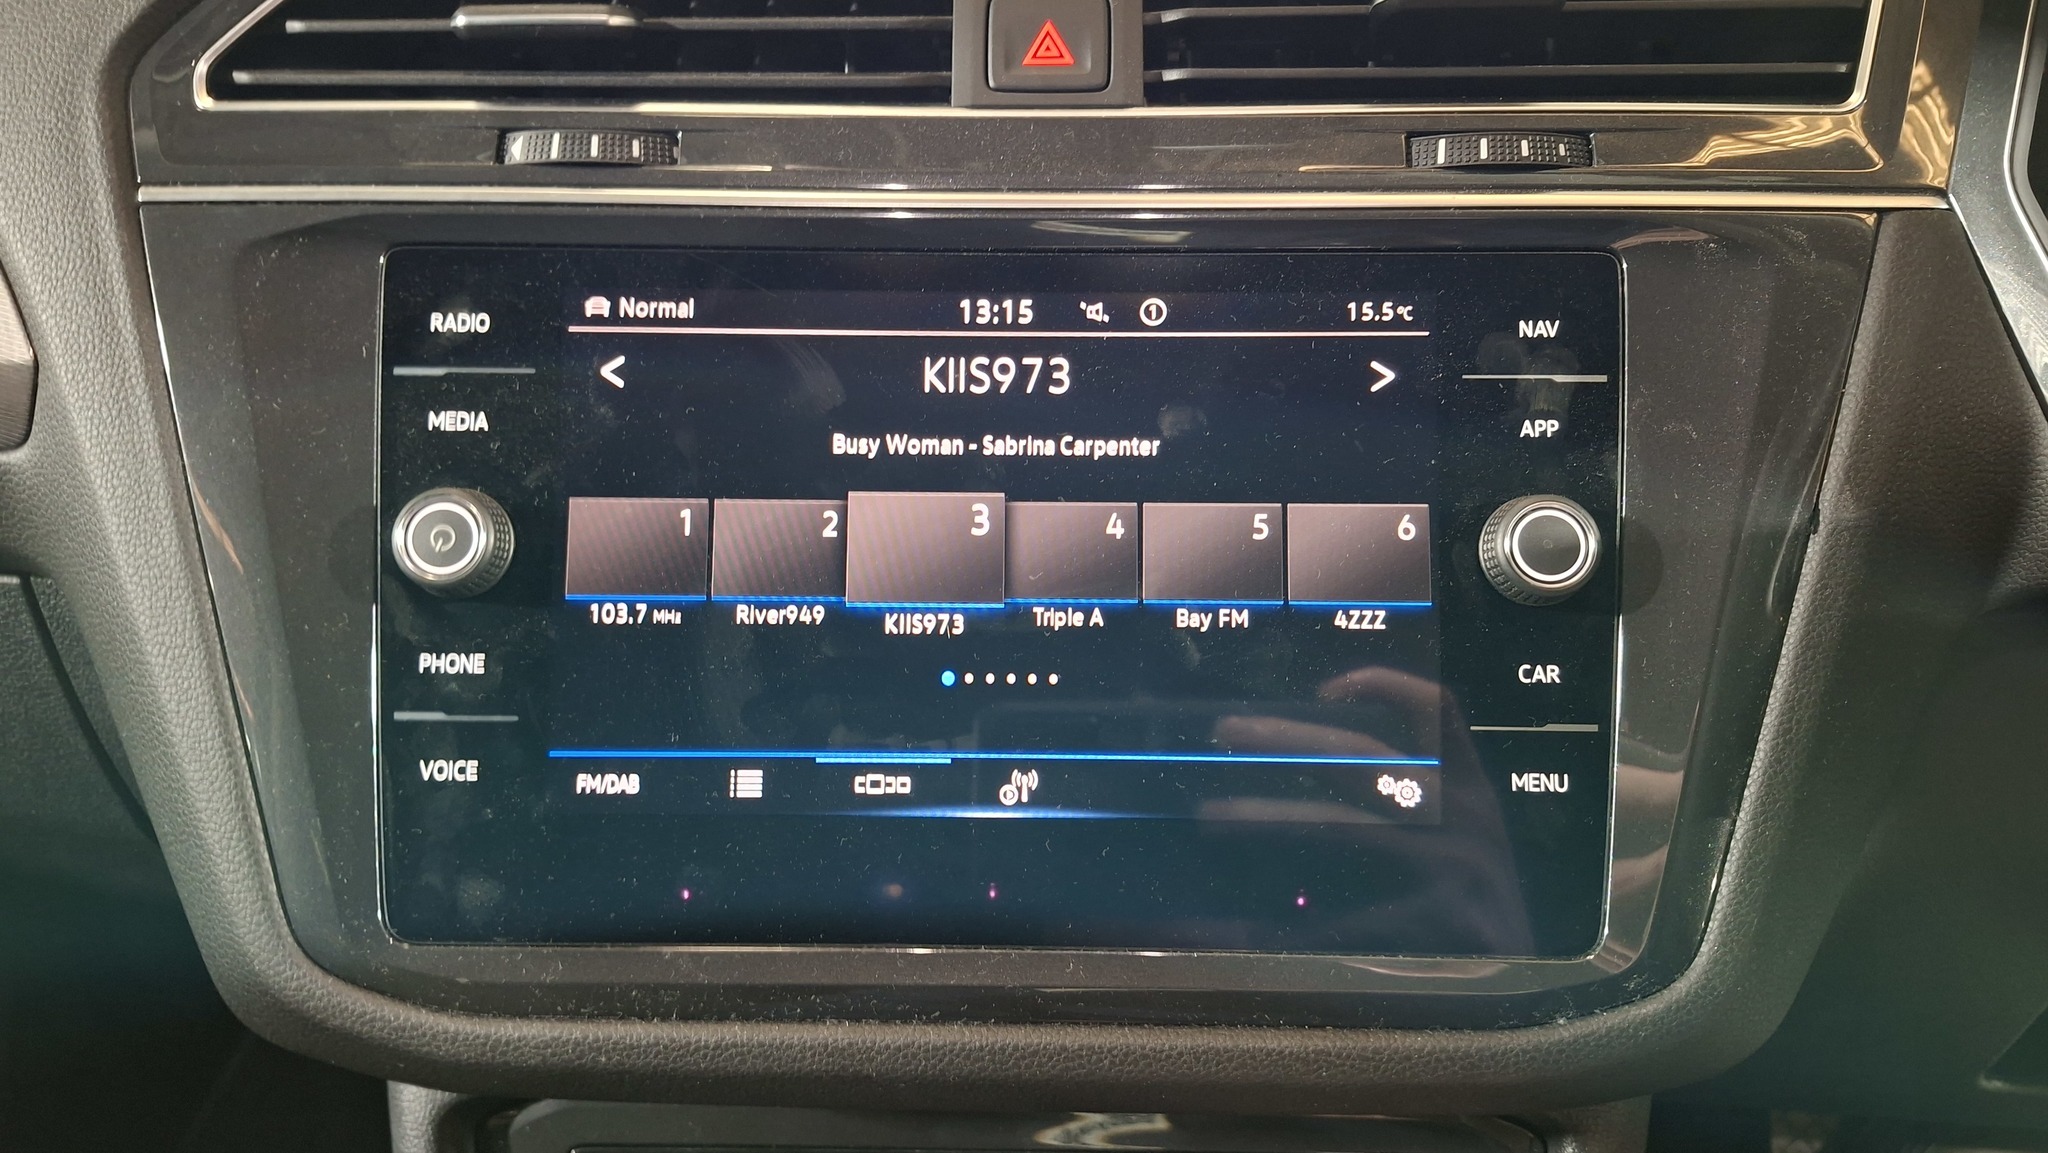 Normal 13:15 1 15.5°C
RADIO
NAV
< KIIS973 >
MEDIA
APP
Busy Woman - Sabrina Carpenter
1 2 3 4 5 6
103.7 MHz River949 KIIS973 Triple A Bay FM 4ZZZ
PHONE
CAR
VOICE
FM/DAB
MENU